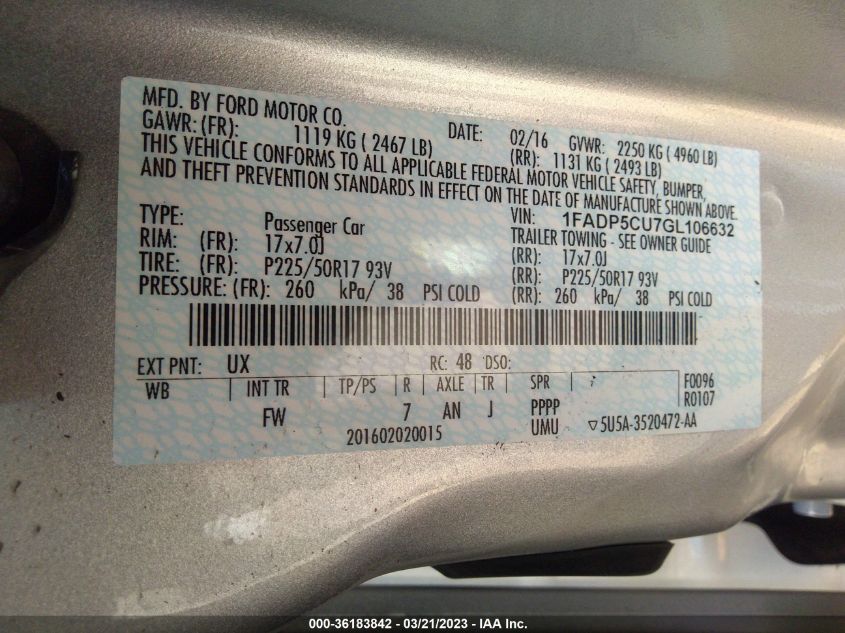 MFD. BY FORD MOTOR CO.
DATE: 02/16 GVWR: 2250 KG ( 4960 LB)
GAWR: (FR): 1119 KG ( 2467 LB) (RR): 1131 KG ( 2493 LB)
THIS VEHICLE CONFORMS TO ALL APPLICABLE FEDERAL MOTOR VEHICLE SAFETY, BUMPER,
AND THEFT PREVENTION STANDARDS IN EFFECT ON THE DATE OF MANUFACTURE SHOWN ABOVE.
VIN: 1FADP5CU7GL106632
TYPE: Passenger Car TRAILER TOWING - SEE OWNER GUIDE
RIM: (FR): 17x7.0J (RR): 17x7.0J
TIRE: (FR): P225/50R17 93V (RR): P225/50R17 93V
PRESSURE: (FR): 260 kPa/ 38 PSI COLD (RR): 260 kPa/ 38 PSI COLD
EXT PNT: UX RC: 48 DSO:
WB | INT TR | TP/PS | R | AXLE | TR | SPR F0096
FW 7 AN J PPPP R0107
201602020015 UMU ▽5U5A-3520472-AA
000-36183842 - 03/21/2023 - IAA Inc.